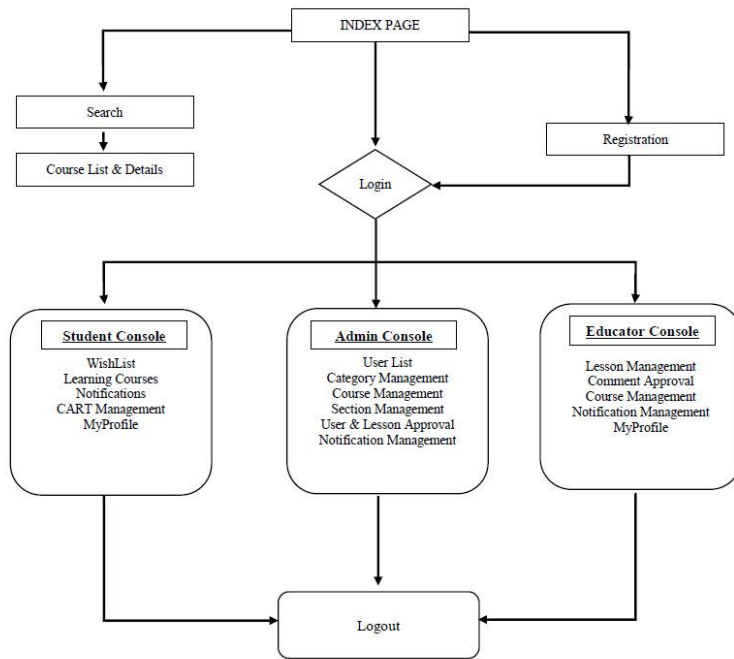 INDEX PAGE
Search
Registration
Course List & Details
Login
Student Console
WishList
Learning Courses
Notifications
CART Management
MyProfile
Admin Console
User List
Category Management
Course Management
Section Management
User & Lesson Approval
Notification Management
Educator Console
Lesson Management
Comment Approval
Course Management
Notification Management
MyProfile
Logout